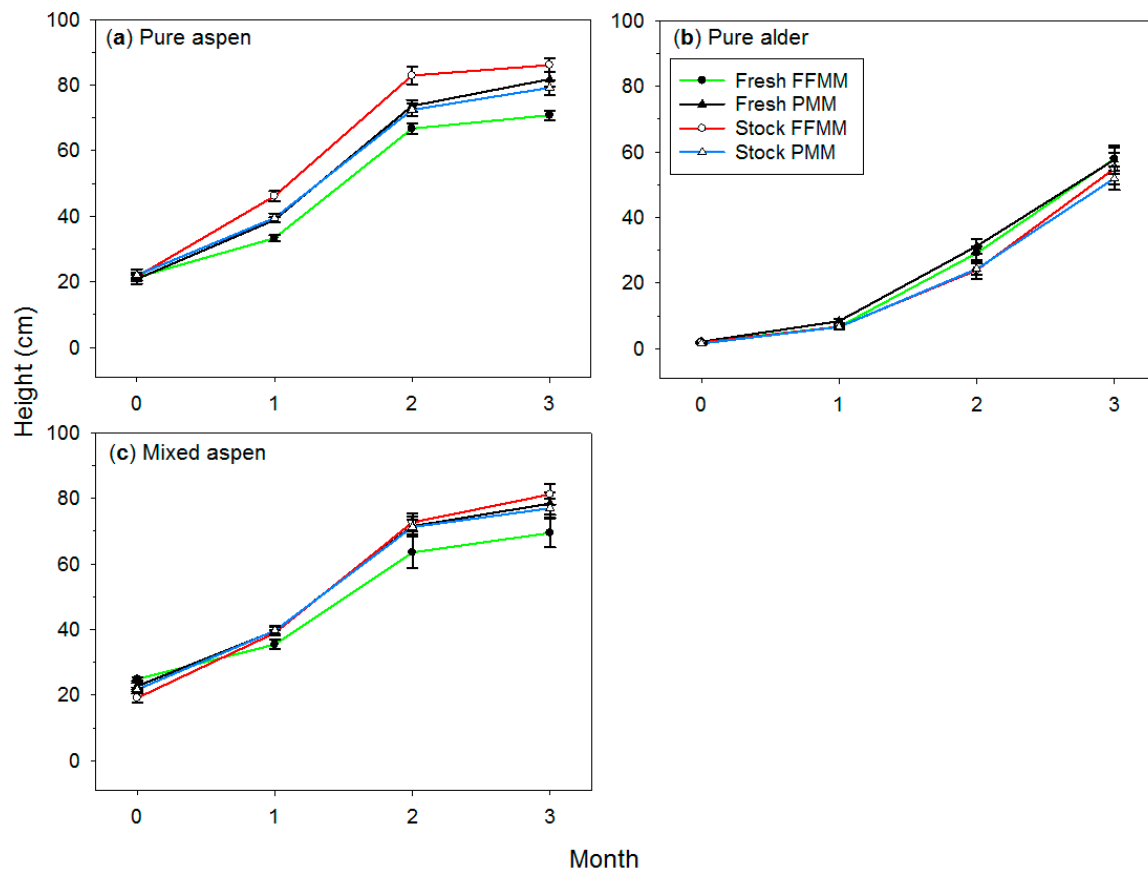 (a) Pure aspen
100
80
60
40
20
0
0 1 2 3
(b) Pure alder
Fresh FFMM
Fresh PMM
Stock FFMM
Stock PMM
100
80
60
40
20
0
0 1 2 3
Height (cm)
(c) Mixed aspen
100
80
60
40
20
0
0 1 2 3
Month